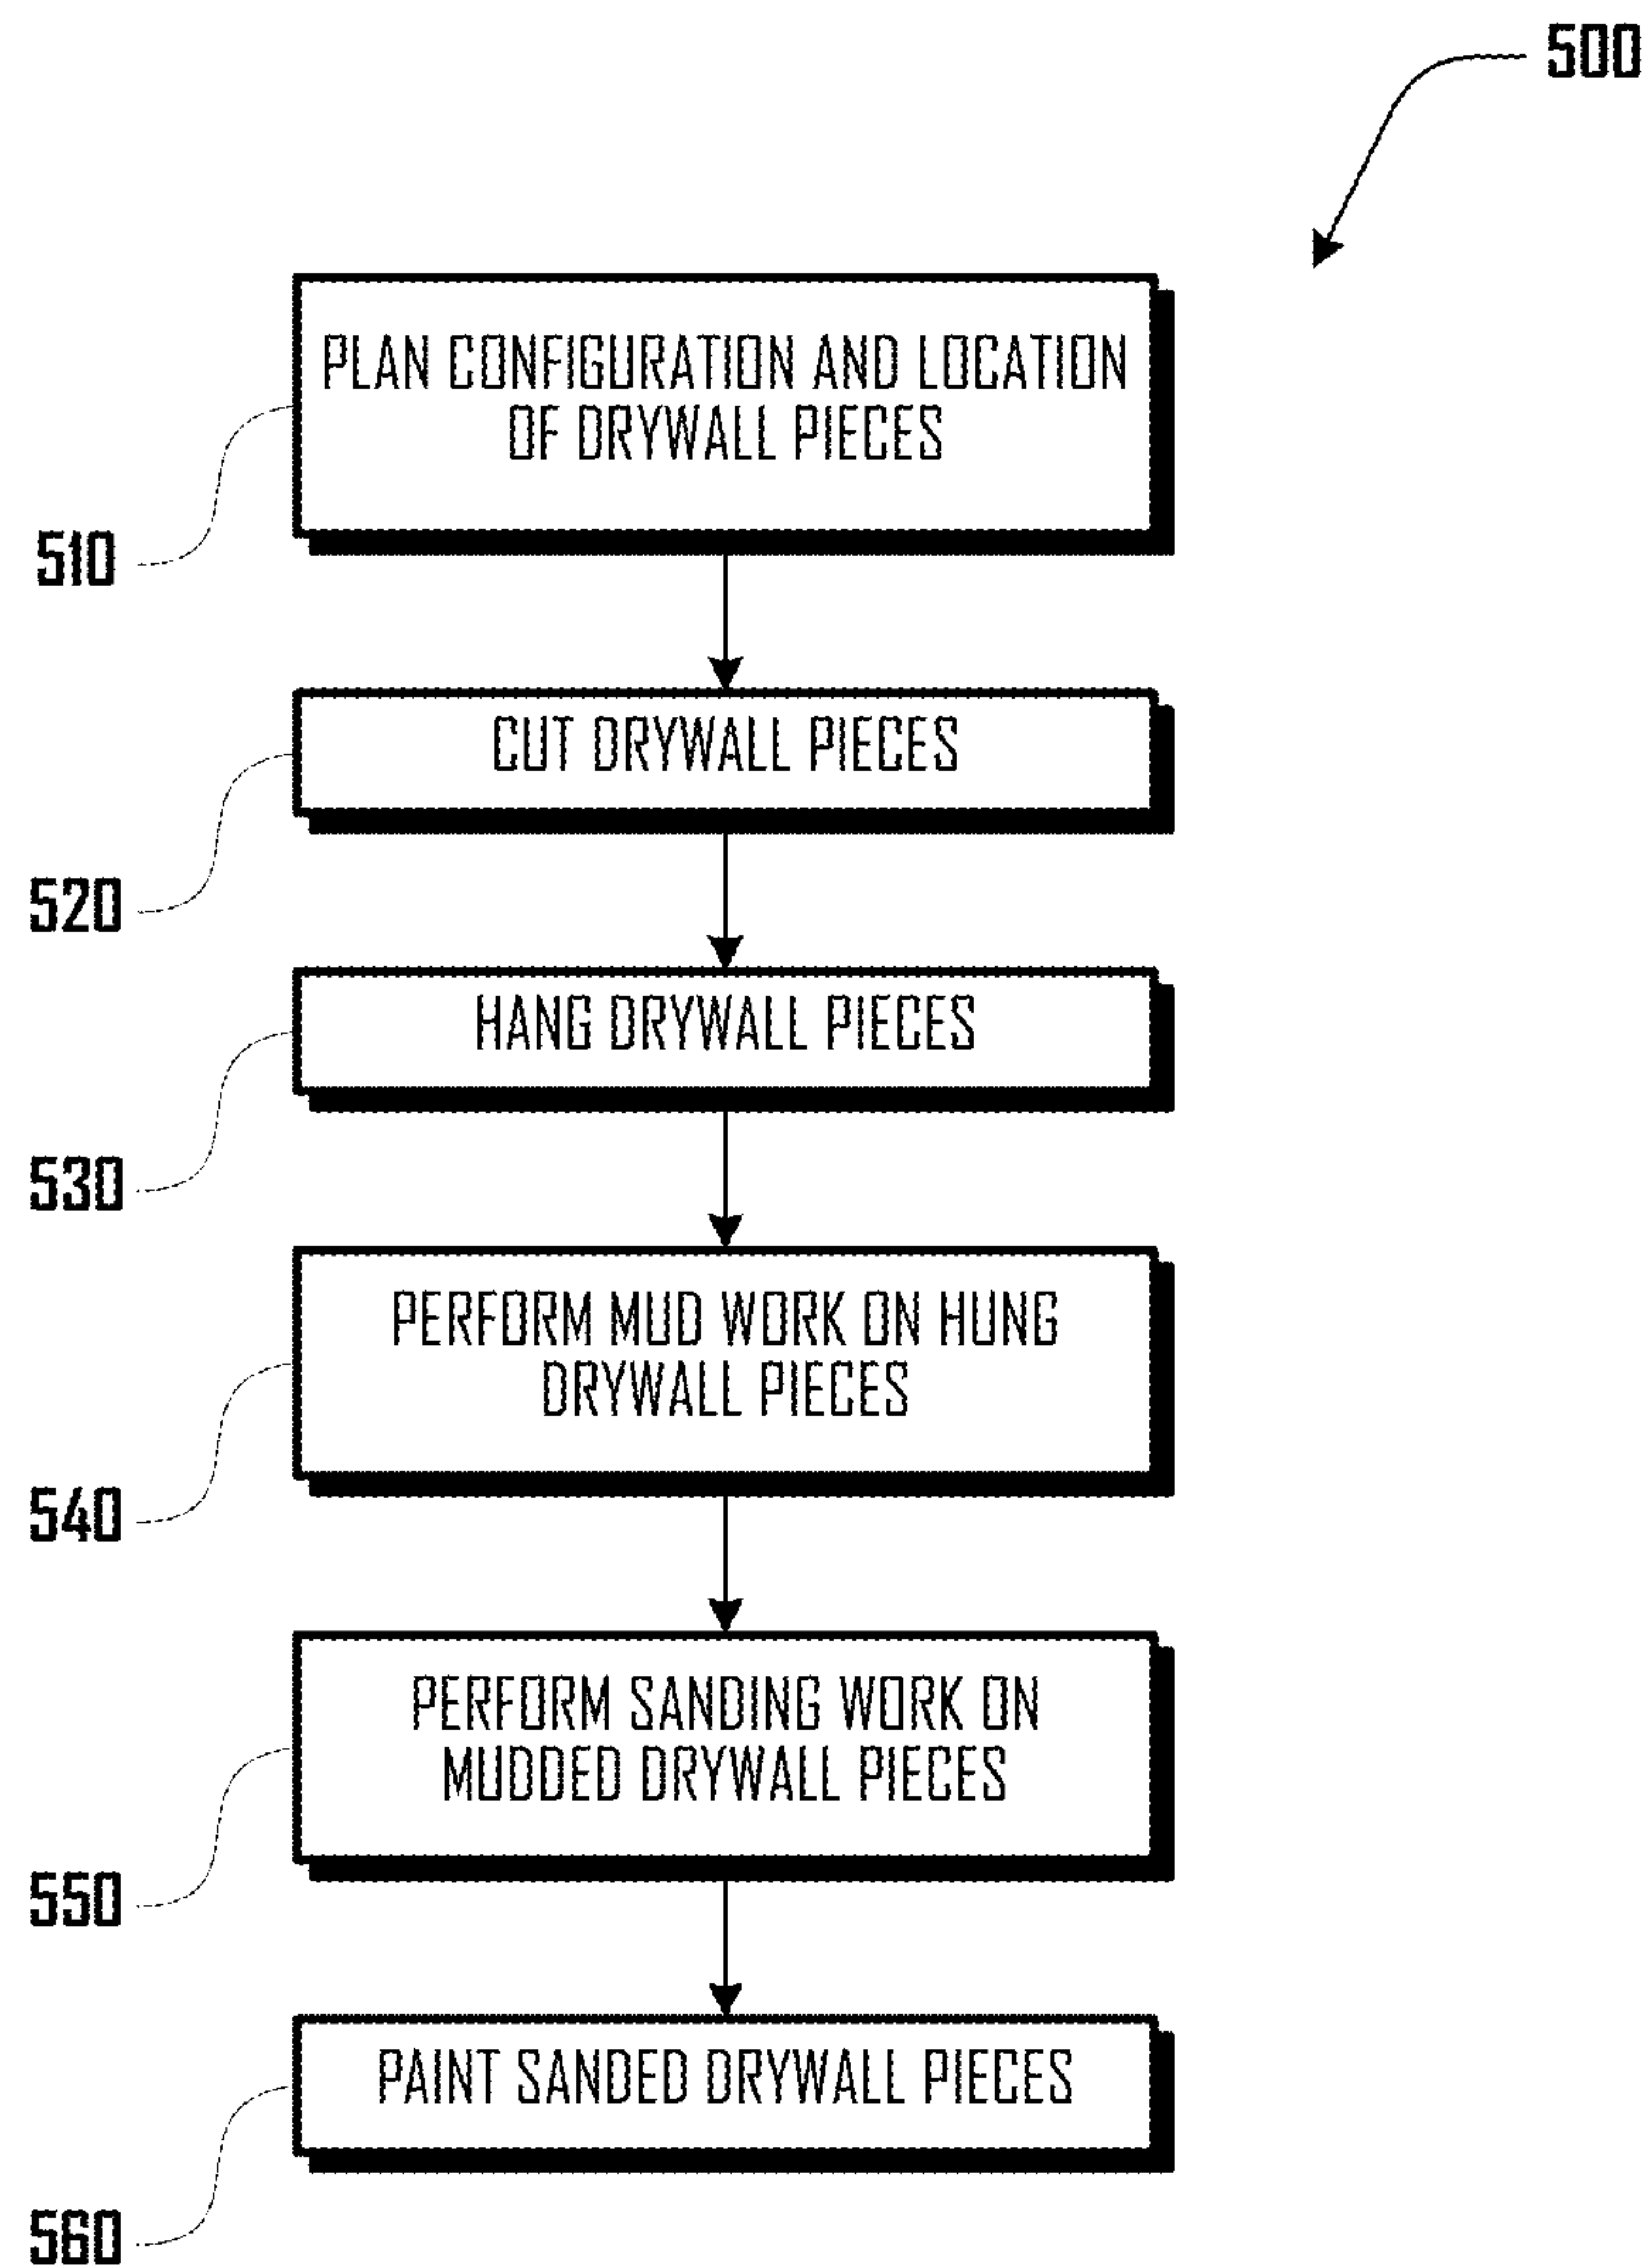 500
PLAN CONFIGURATION AND LOCATION
OF DRYWALL PIECES
510
CUT DRYWALL PIECES
520
HANG DRYWALL PIECES
530
PERFORM MUD WORK ON HUNG
DRYWALL PIECES
540
PERFORM SANDING WORK ON
MUDDED DRYWALL PIECES
550
PAINT SANDED DRYWALL PIECES
560